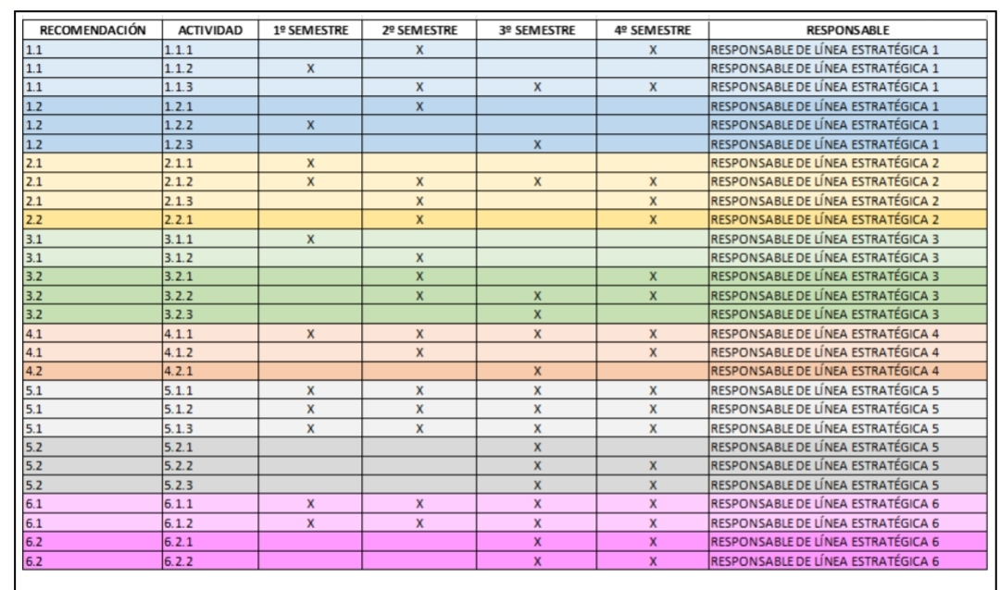 RECOMENDACIÓN ACTIVIDAD 1º SEMESTRE 2º SEMESTRE 3º SEMESTRE 4º SEMESTRE RESPONSABLE
1.1 1.1.1 X X RESPONSABLE DE LÍNEA ESTRATÉGICA 1
1.1 1.1.2 X RESPONSABLE DE LÍNEA ESTRATÉGICA 1
1.1 1.1.3 X X X RESPONSABLE DE LÍNEA ESTRATÉGICA 1
1.2 1.2.1 X RESPONSABLE DE LÍNEA ESTRATÉGICA 1
1.2 1.2.2 X RESPONSABLE DE LÍNEA ESTRATÉGICA 1
1.2 1.2.3 X RESPONSABLE DE LÍNEA ESTRATÉGICA 1
2.1 2.1.1 X RESPONSABLE DE LÍNEA ESTRATÉGICA 2
2.1 2.1.2 X X X X RESPONSABLE DE LÍNEA ESTRATÉGICA 2
2.1 2.1.3 X X RESPONSABLE DE LÍNEA ESTRATÉGICA 2
2.2 2.2.1 X X RESPONSABLE DE LÍNEA ESTRATÉGICA 2
3.1 3.1.1 X RESPONSABLE DE LÍNEA ESTRATÉGICA 3
3.1 3.1.2 X RESPONSABLE DE LÍNEA ESTRATÉGICA 3
3.2 3.2.1 X X RESPONSABLE DE LÍNEA ESTRATÉGICA 3
3.2 3.2.2 X X X RESPONSABLE DE LÍNEA ESTRATÉGICA 3
3.2 3.2.3 X RESPONSABLE DE LÍNEA ESTRATÉGICA 3
4.1 4.1.1 X X X X RESPONSABLE DE LÍNEA ESTRATÉGICA 4
4.1 4.1.2 X X RESPONSABLE DE LÍNEA ESTRATÉGICA 4
4.2 4.2.1 X RESPONSABLE DE LÍNEA ESTRATÉGICA 4
5.1 5.1.1 X X X X RESPONSABLE DE LÍNEA ESTRATÉGICA 5
5.1 5.1.2 X X X X RESPONSABLE DE LÍNEA ESTRATÉGICA 5
5.1 5.1.3 X X X X RESPONSABLE DE LÍNEA ESTRATÉGICA 5
5.2 5.2.1 X RESPONSABLE DE LÍNEA ESTRATÉGICA 5
5.2 5.2.2 X X RESPONSABLE DE LÍNEA ESTRATÉGICA 5
5.2 5.2.3 X X RESPONSABLE DE LÍNEA ESTRATÉGICA 5
6.1 6.1.1 X X X X RESPONSABLE DE LÍNEA ESTRATÉGICA 6
6.1 6.1.2 X X X X RESPONSABLE DE LÍNEA ESTRATÉGICA 6
6.2 6.2.1 X X RESPONSABLE DE LÍNEA ESTRATÉGICA 6
6.2 6.2.2 X X RESPONSABLE DE LÍNEA ESTRATÉGICA 6